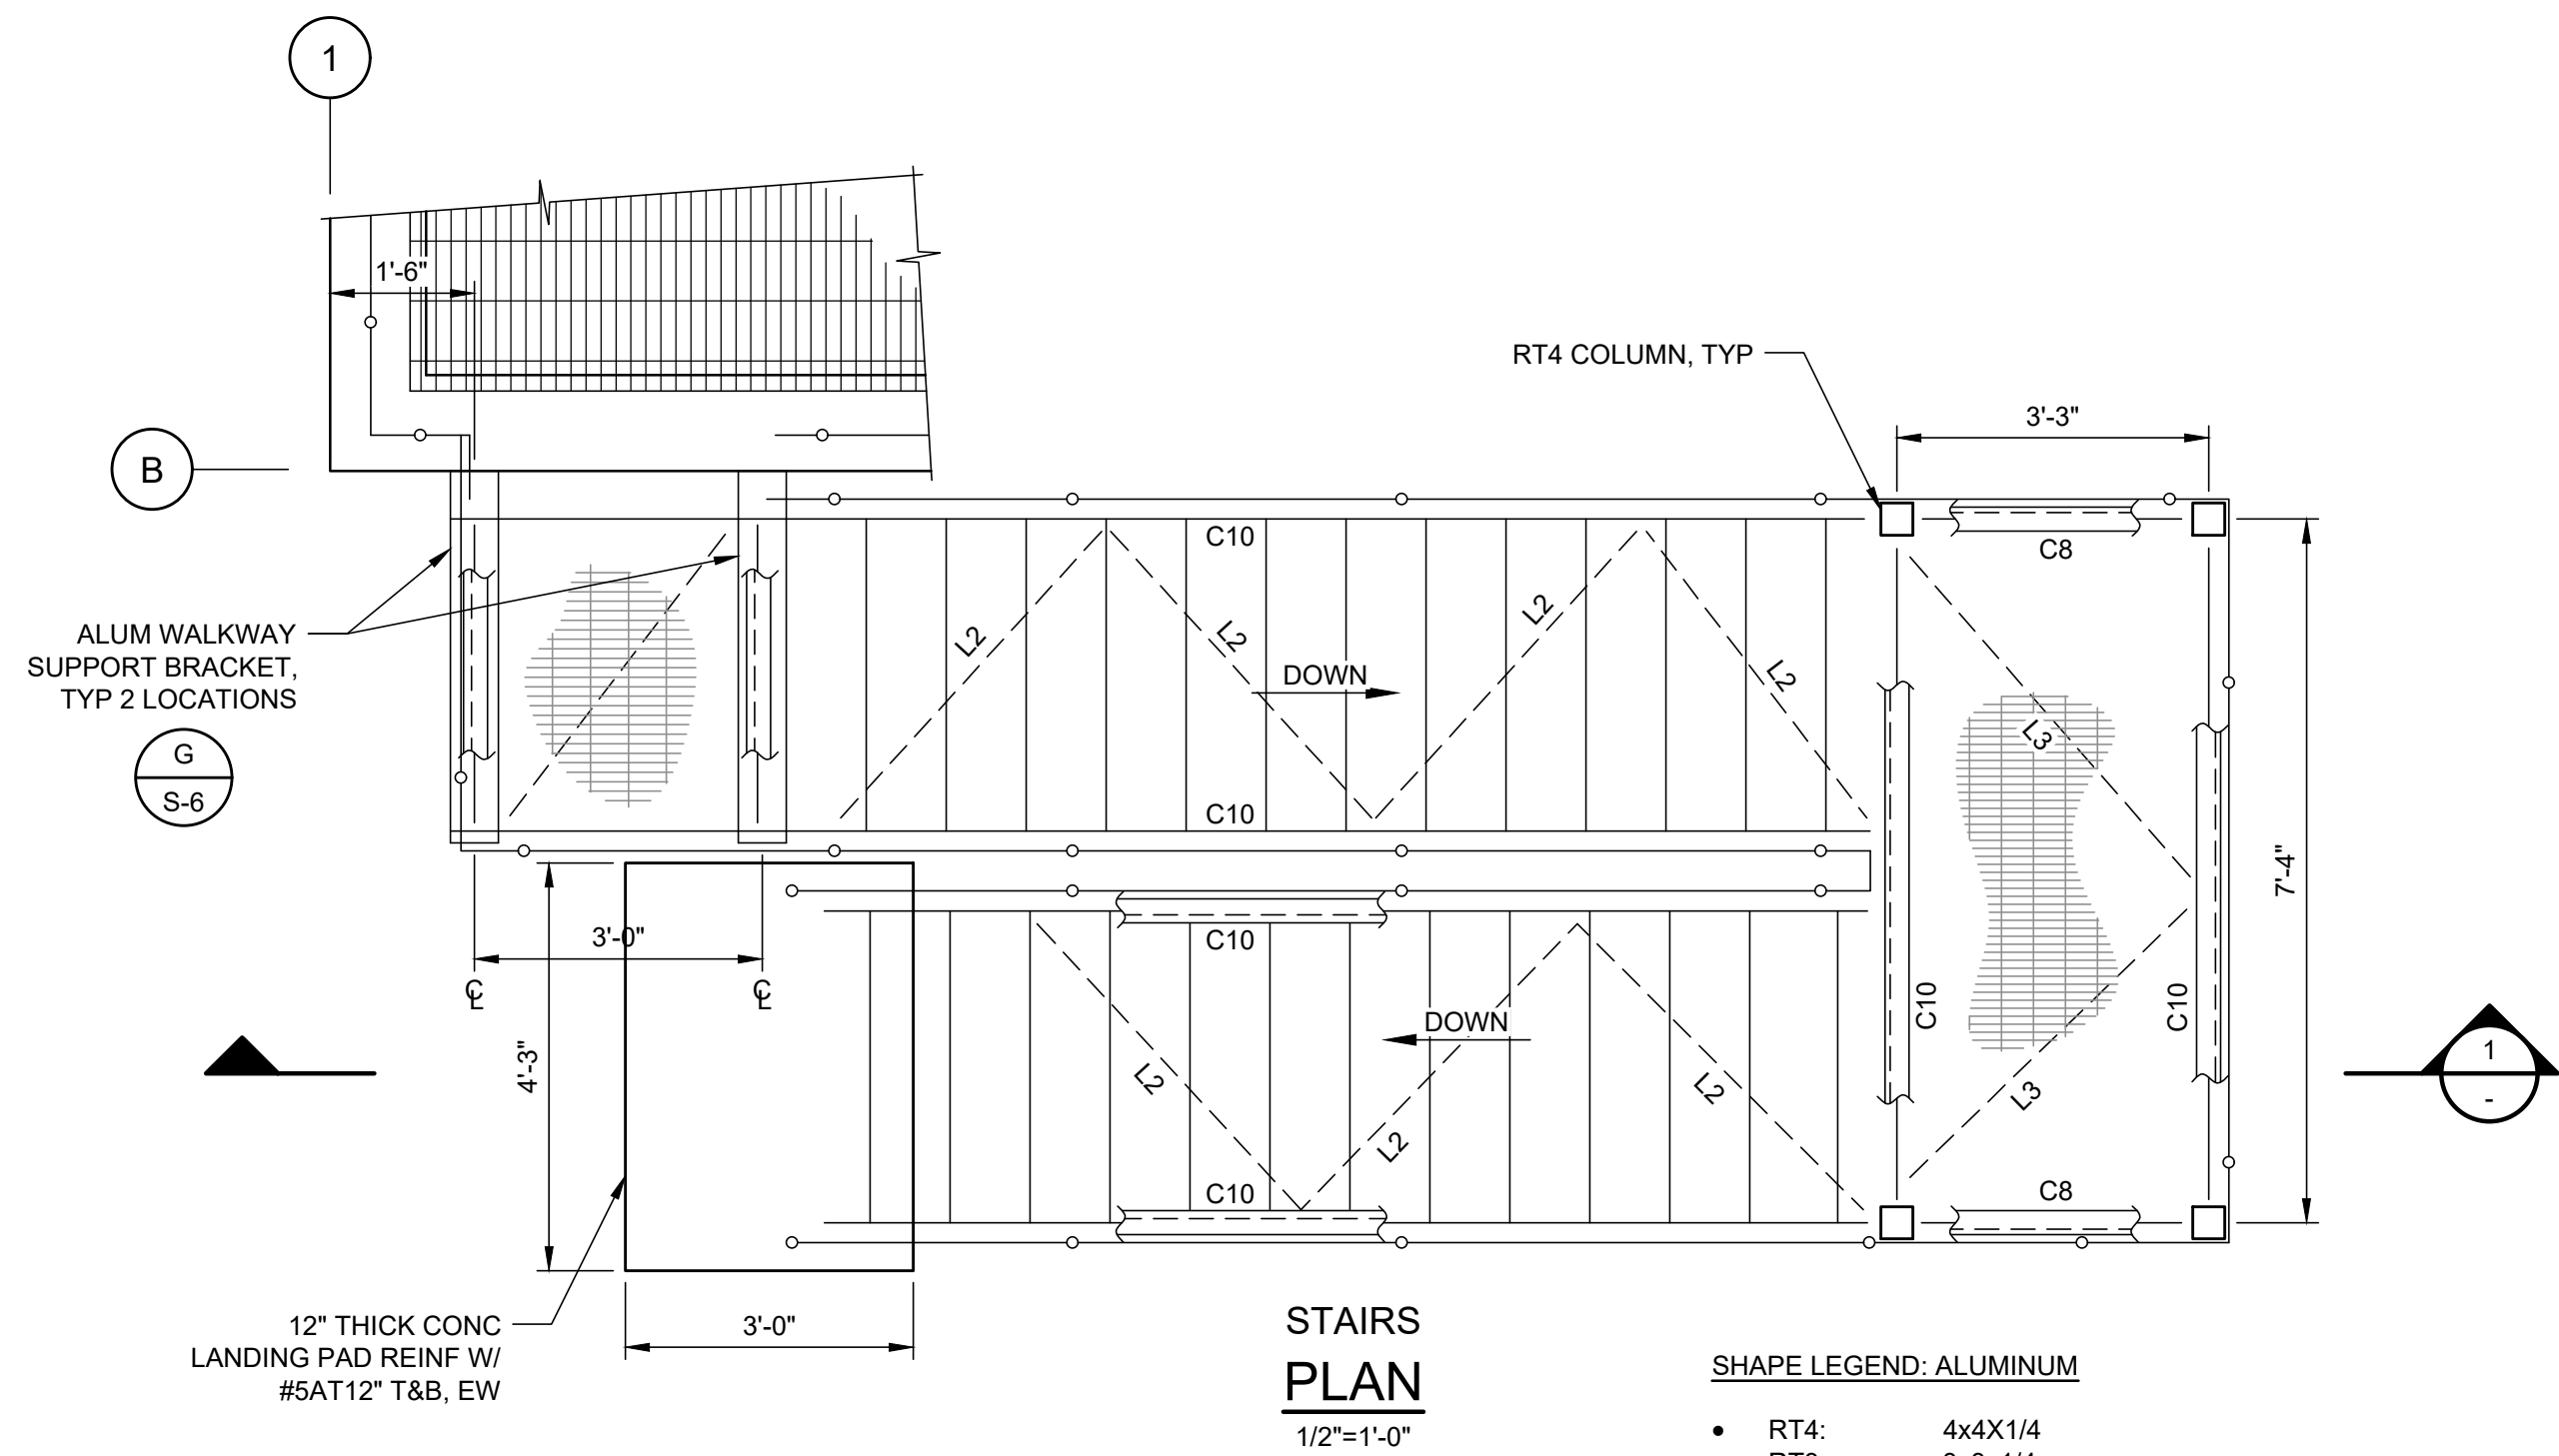 1
1'-6"
B
RT4 COLUMN, TYP
3'-3"
C10
C8
ALUM WALKWAY
SUPPORT BRACKET,
TYP 2 LOCATIONS
G
S-6
L2
L2
L2
L2
DOWN
L3
C10
7'-4"
3'-0"
C10
℄
℄
4'-3"
DOWN
C10
C10
L2
L2
L2
L3
1
-
C10
C8
12" THICK CONC
LANDING PAD REINF W/
#5AT12" T&B, EW
3'-0"
STAIRS
PLAN
1/2"=1'-0"
SHAPE LEGEND: ALUMINUM
• RT4: 4x4X1/4